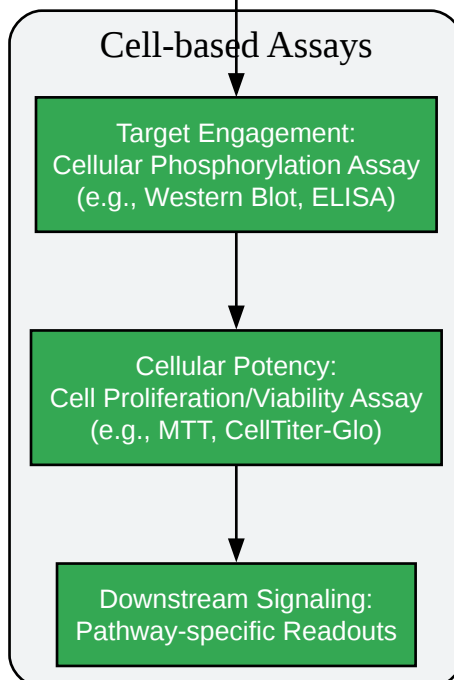 Cell-based Assays
Target Engagement:
Cellular Phosphorylation Assay
(e.g., Western Blot, ELISA)
Cellular Potency:
Cell Proliferation/Viability Assay
(e.g., MTT, CellTiter-Glo)
Downstream Signaling:
Pathway-specific Readouts